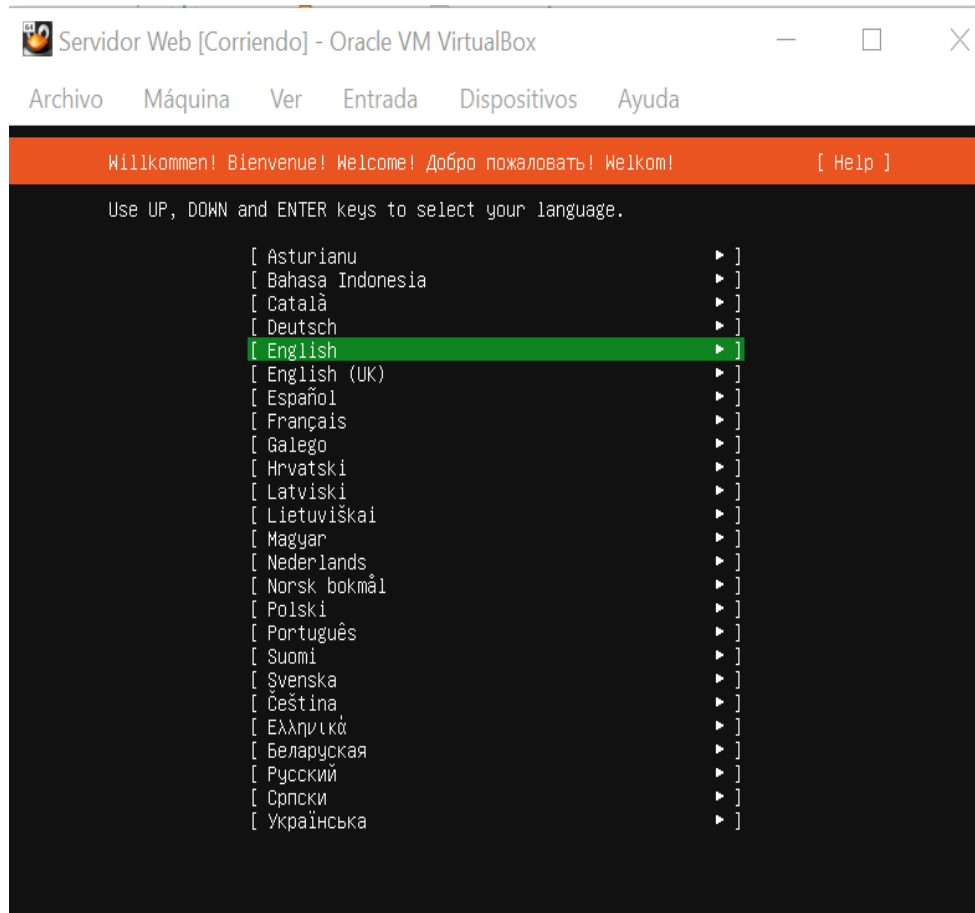 64
Servidor Web [Corriendo] - Oracle VM VirtualBox
Archivo Máquina Ver Entrada Dispositivos Ayuda
Willkommen! Bienvenue! Welcome! Добро пожаловать! Welkom! [ Help ]
Use UP, DOWN and ENTER keys to select your language.
[ Asturianu ► ]
[ Bahasa Indonesia ► ]
[ Català ► ]
[ Deutsch ► ]
[ English ► ]
[ English (UK) ► ]
[ Español ► ]
[ Français ► ]
[ Galego ► ]
[ Hrvatski ► ]
[ Latviski ► ]
[ Lietuviškai ► ]
[ Magyar ► ]
[ Nederlands ► ]
[ Norsk bokmål ► ]
[ Polski ► ]
[ Português ► ]
[ Suomi ► ]
[ Svenska ► ]
[ Čeština ► ]
[ Ελληνικά ► ]
[ Беларуская ► ]
[ Русский ► ]
[ Српски ► ]
[ Українська ► ]